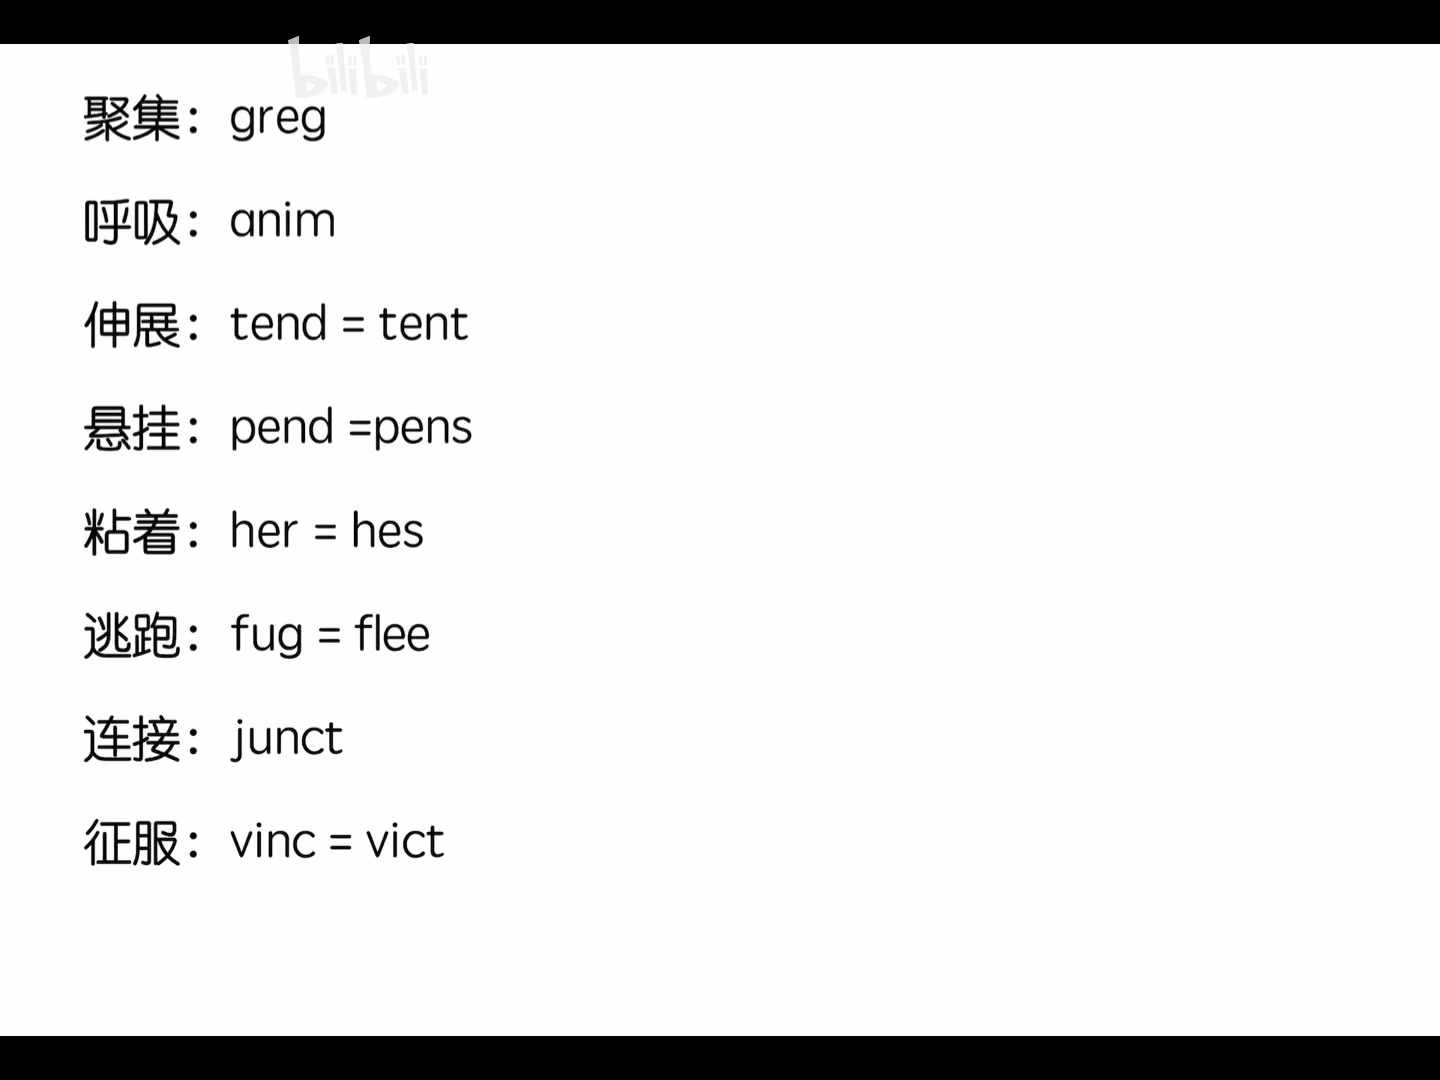 bilibili
聚集：greg
呼吸：anim
伸展：tend = tent
悬挂：pend =pens
粘着：her = hes
逃跑：fug = flee
连接：junct
征服：vinc = vict